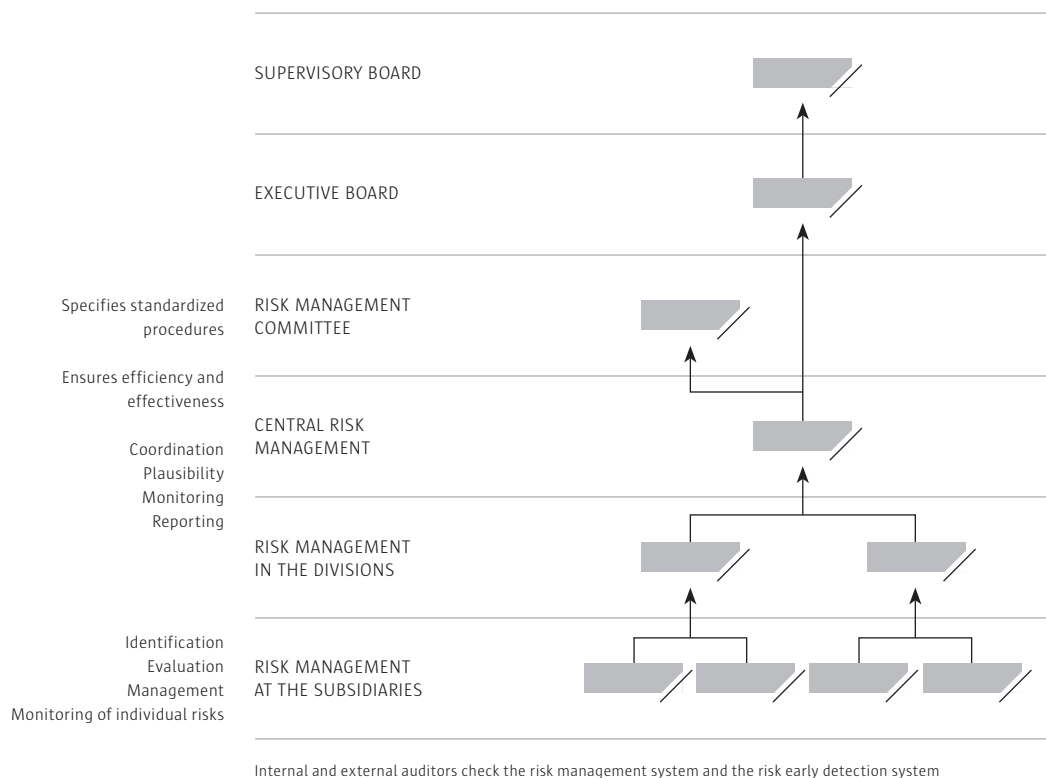 SUPERVISORY BOARD
EXECUTIVE BOARD
Specifies standardized
procedures
RISK MANAGEMENT
COMMITTEE
Ensures efficiency and
effectiveness
CENTRAL RISK
MANAGEMENT
Coordination
Plausibility
Monitoring
Reporting
RISK MANAGEMENT
IN THE DIVISIONS
Identification
Evaluation
Management
Monitoring of individual risks
RISK MANAGEMENT
AT THE SUBSIDIARIES
Internal and external auditors check the risk management system and the risk early detection system